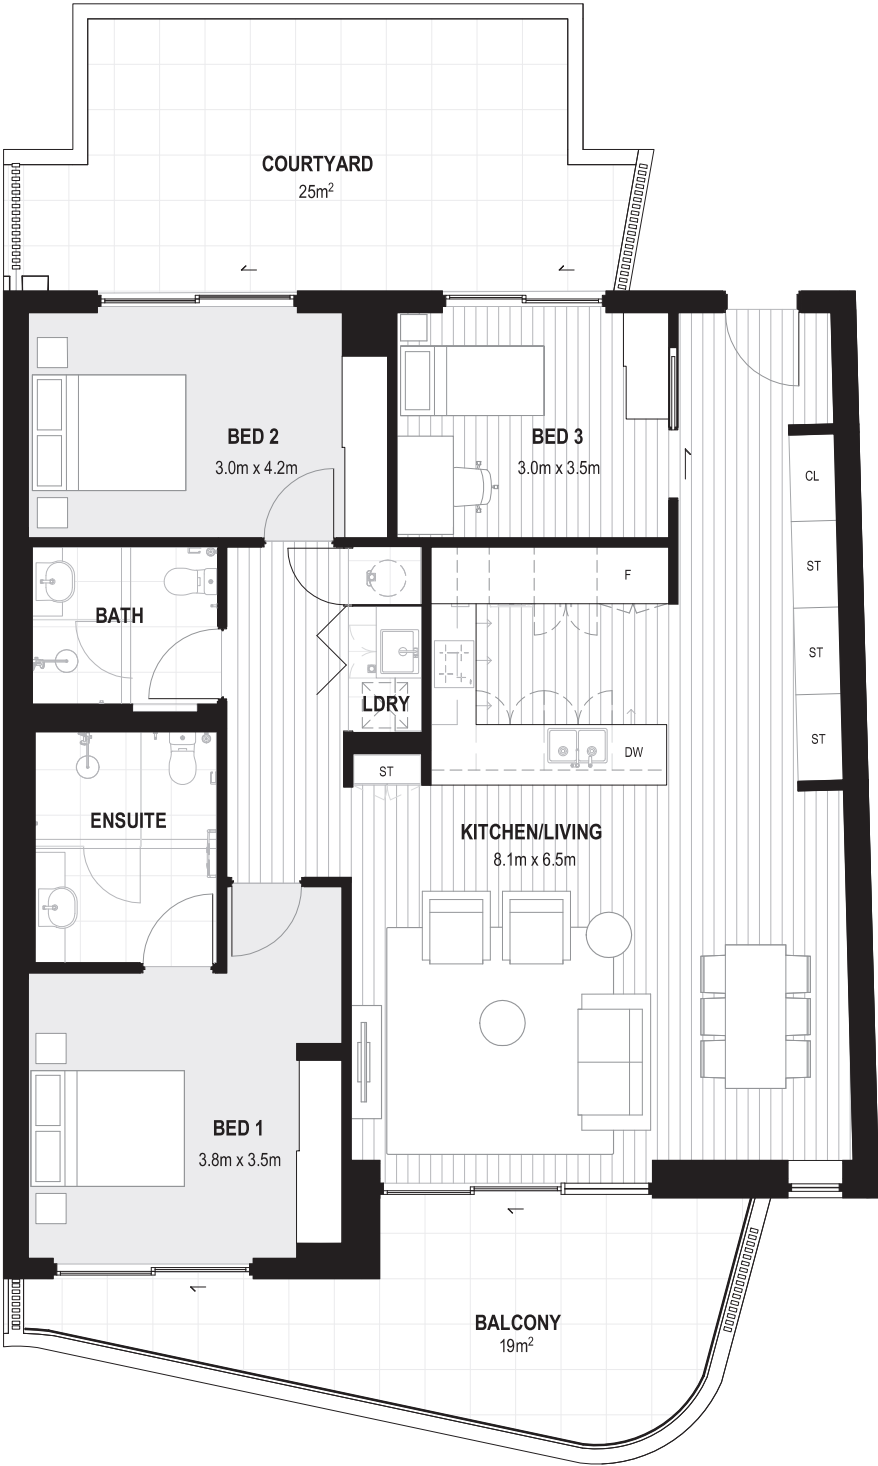 COURTYARD
25m²
BED 2
3.0m x 4.2m
BED 3
3.0m x 3.5m
CL
ST
ST
ST
F
BATH
LDRY
DW
ST
ENSUITE
KITCHEN/LIVING
8.1m x 6.5m
BED 1
3.8m x 3.5m
BALCONY
19m²